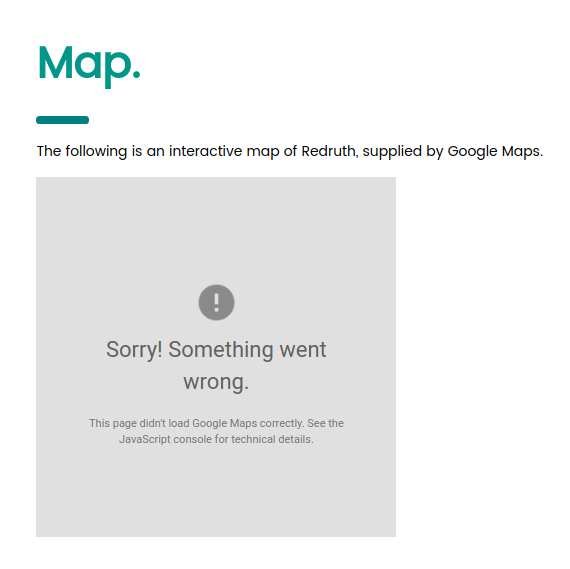 Map.
The following is an interactive map of Redruth, supplied by Google Maps.
Sorry! Something went
wrong.
This page didn't load Google Maps correctly. See the
JavaScript console for technical details.